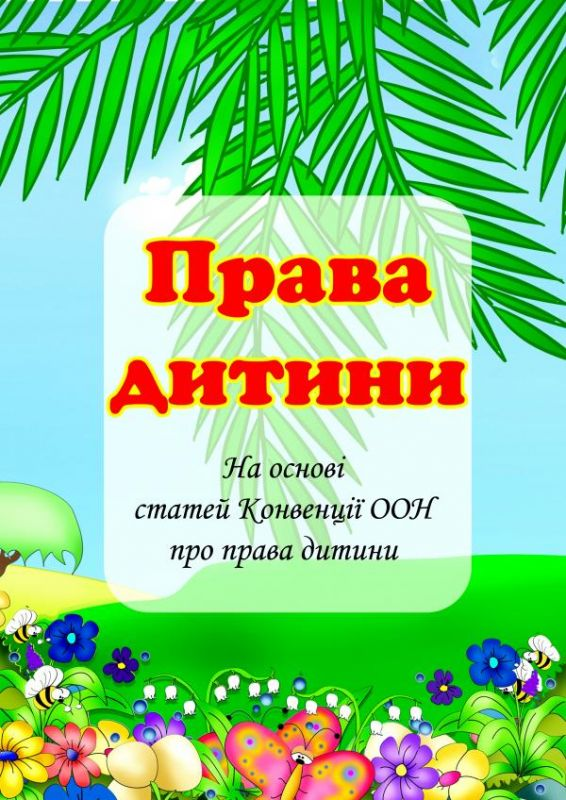 Права
дитини
На основі
статей Конвенції ООН
про права дитини